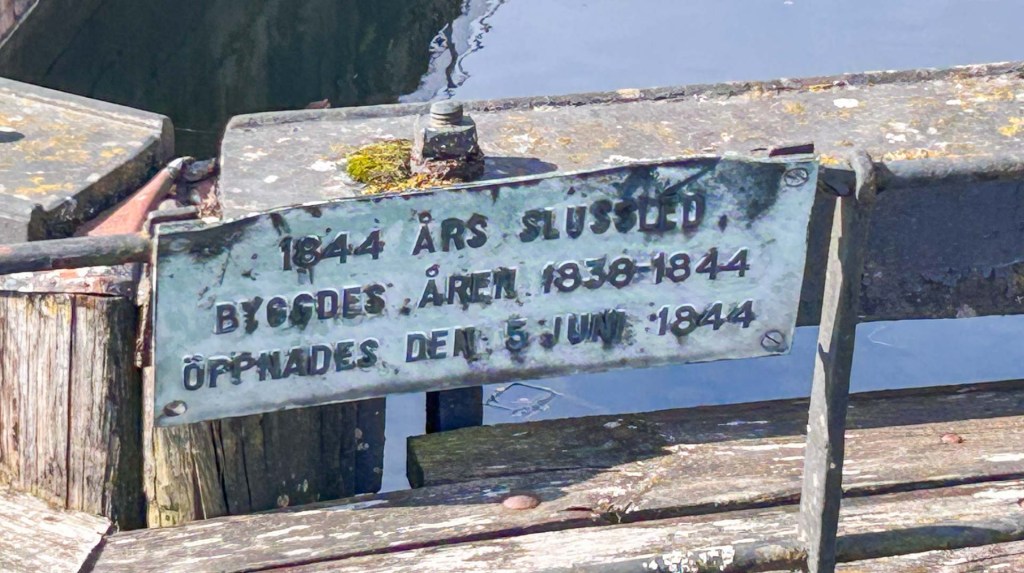 1844 ÅRS SLUSSLED.
BYGGDES ÅREN 1838-1844
ÖPPNADES DEN 5 JUNI 1844